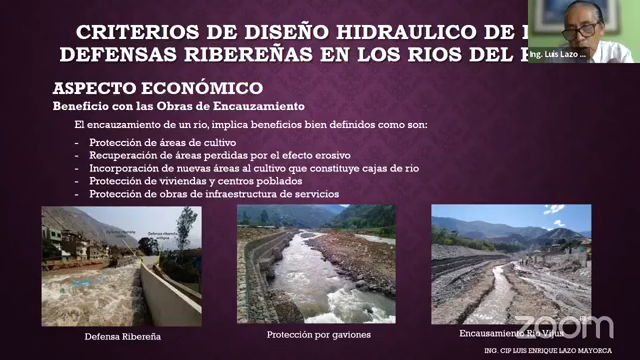 CRITERIOS DE DISEÑO HIDRAULICO DE
DEFENSAS RIBEREÑAS EN LOS RIOS DEL
Ing. Luis Lazo ...
ASPECTO ECONÓMICO
Beneficio con las Obras de Encauzamiento
El encauzamiento de un rio, implica beneficios bien definidos como son:
- Protección de áreas de cultivo
- Recuperación de áreas perdidas por el efecto erosivo
- Incorporación de nuevas áreas al cultivo que constituye cajas de rio
- Protección de viviendas y centros poblados
- Protección de obras de infraestructura de servicios
Defensa Ribereña
Protección por gaviones
Encausamiento Rio Virus
zoom
ING. CIP LUIS ENRIQUE LAZO MAYORCA